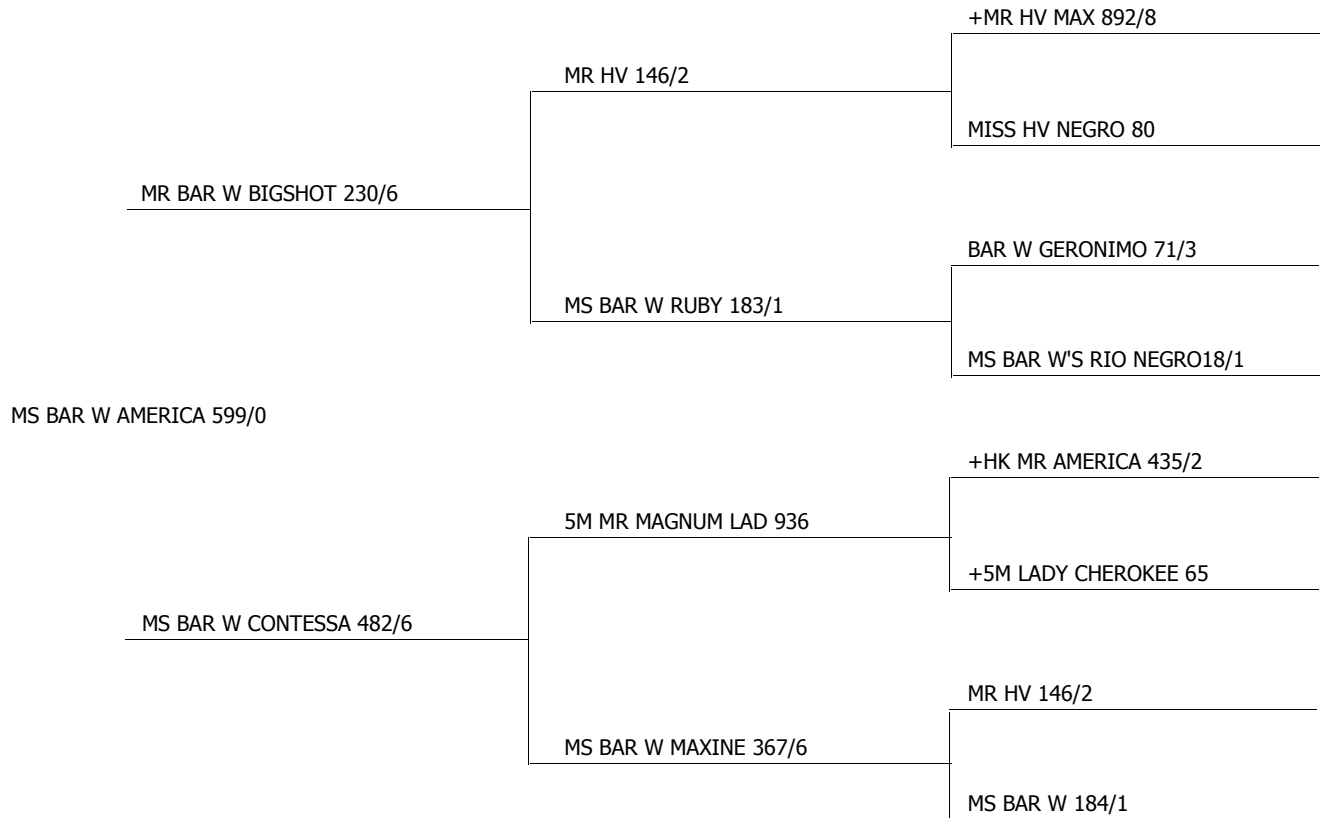 +MR HV MAX 892/8
MR HV 146/2
MISS HV NEGRO 80
MR BAR W BIGSHOT 230/6
BAR W GERONIMO 71/3
MS BAR W RUBY 183/1
MS BAR W'S RIO NEGRO18/1
MS BAR W AMERICA 599/0
+HK MR AMERICA 435/2
5M MR MAGNUM LAD 936
+5M LADY CHEROKEE 65
MS BAR W CONTESSA 482/6
MR HV 146/2
MS BAR W MAXINE 367/6
MS BAR W 184/1